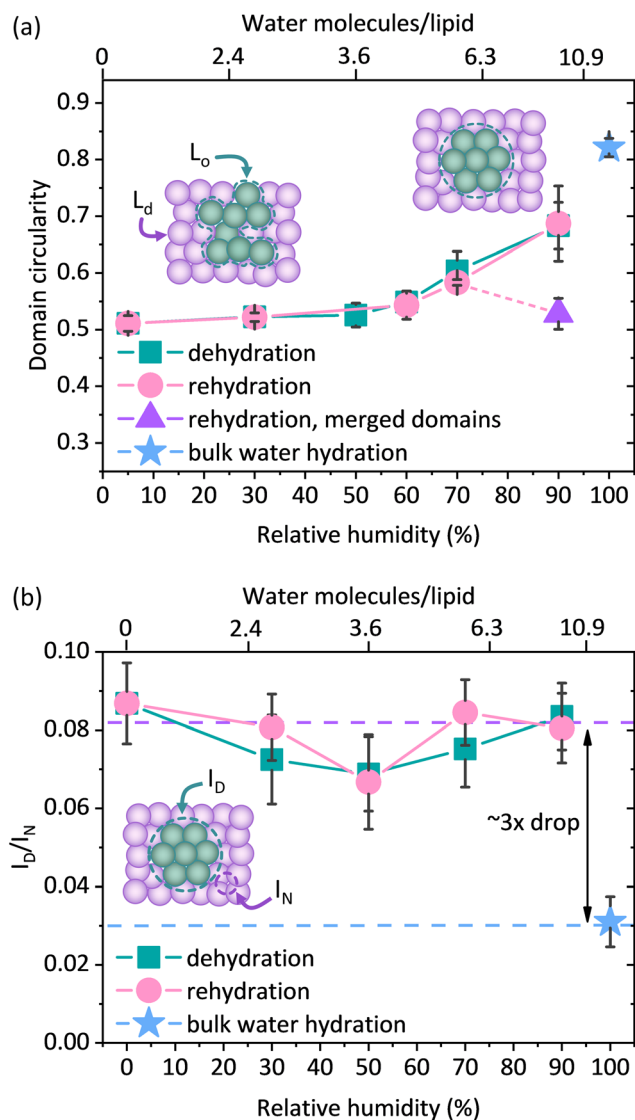 (a)
Water molecules/lipid
0 2.4 3.6 6.3 10.9
0.9
0.8
0.7
0.6
0.5
0.4
0.3
Domain circularity
Lo
Ld
dehydration
rehydration
rehydration, merged domains
bulk water hydration
0 10 20 30 40 50 60 70 80 90 100
Relative humidity (%)
(b)
Water molecules/lipid
0 2.4 3.6 6.3 10.9
0.10
0.08
0.06
0.04
0.02
0.00
ID/IN
ID
IN
~3x drop
dehydration
rehydration
bulk water hydration
0 10 20 30 40 50 60 70 80 90 100
Relative humidity (%)